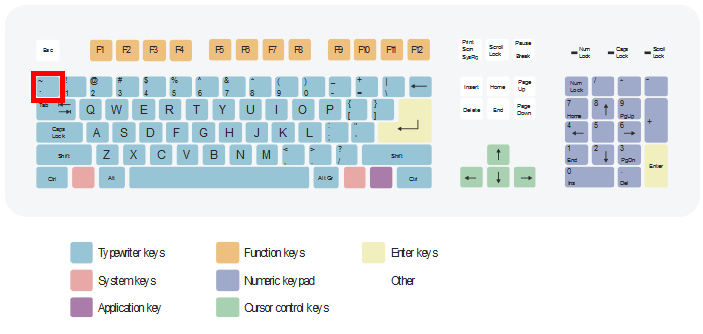 Esc F1 F2 F3 F4 F5 F6 F7 F8 F9 F10 F11 F12
Print Scrn SysRq
Scroll Lock
Pause Break
Num Lock
Caps Lock
Scroll Lock
~ ! @ # $ % ^ & * ( ) _ + |
1 2 3 4 5 6 7 8 9 0 - = \
Insert Home Page Up
Num Lock / * -
Tab Q W E R T Y U I O P { [ } ]
Delete End Page Down
7 Home 8 9 PgUp +
Caps Lock A S D F G H J K L : ; " '
4 5 6
Shift Z X C V B N M < , > . ? / Shift
1 End 2 3 PgDn Enter
Ctrl Alt Alt Gr Ctrl
0 Ins . Del
Typewriter keys Function keys Enter keys
System keys Numeric keypad Other
Application key Cursor control keys